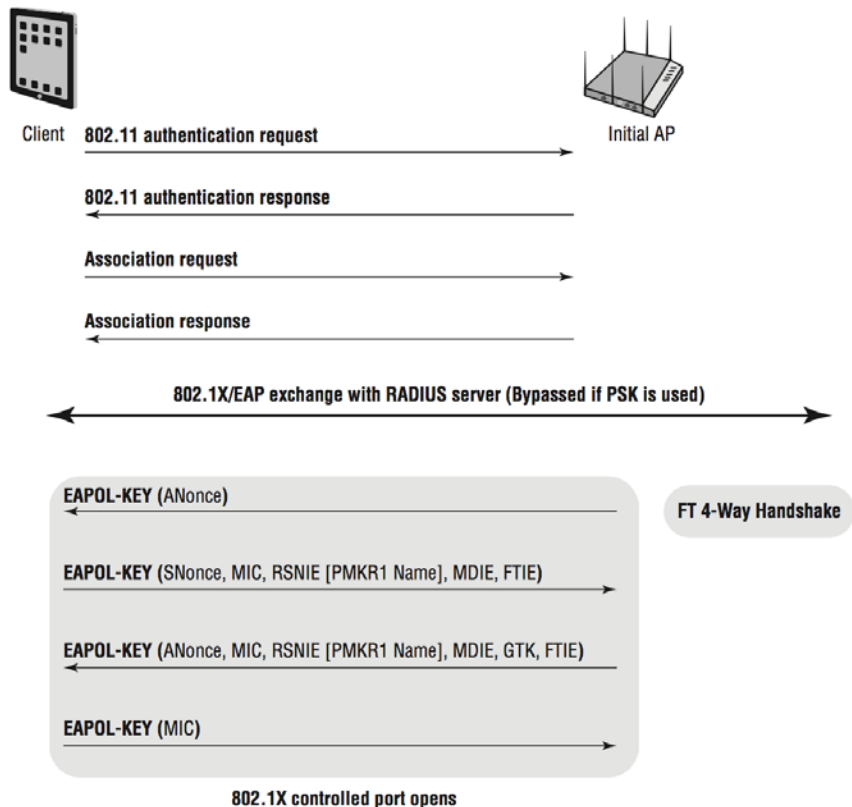 Client
Initial AP
802.11 authentication request
802.11 authentication response
Association request
Association response
802.1X/EAP exchange with RADIUS server (Bypassed if PSK is used)
EAPOL-KEY (ANonce)
FT 4-Way Handshake
EAPOL-KEY (SNonce, MIC, RSNIE [PMKR1 Name], MDIE, FTIE)
EAPOL-KEY (ANonce, MIC, RSNIE [PMKR1 Name], MDIE, GTK, FTIE)
EAPOL-KEY (MIC)
802.1X controlled port opens